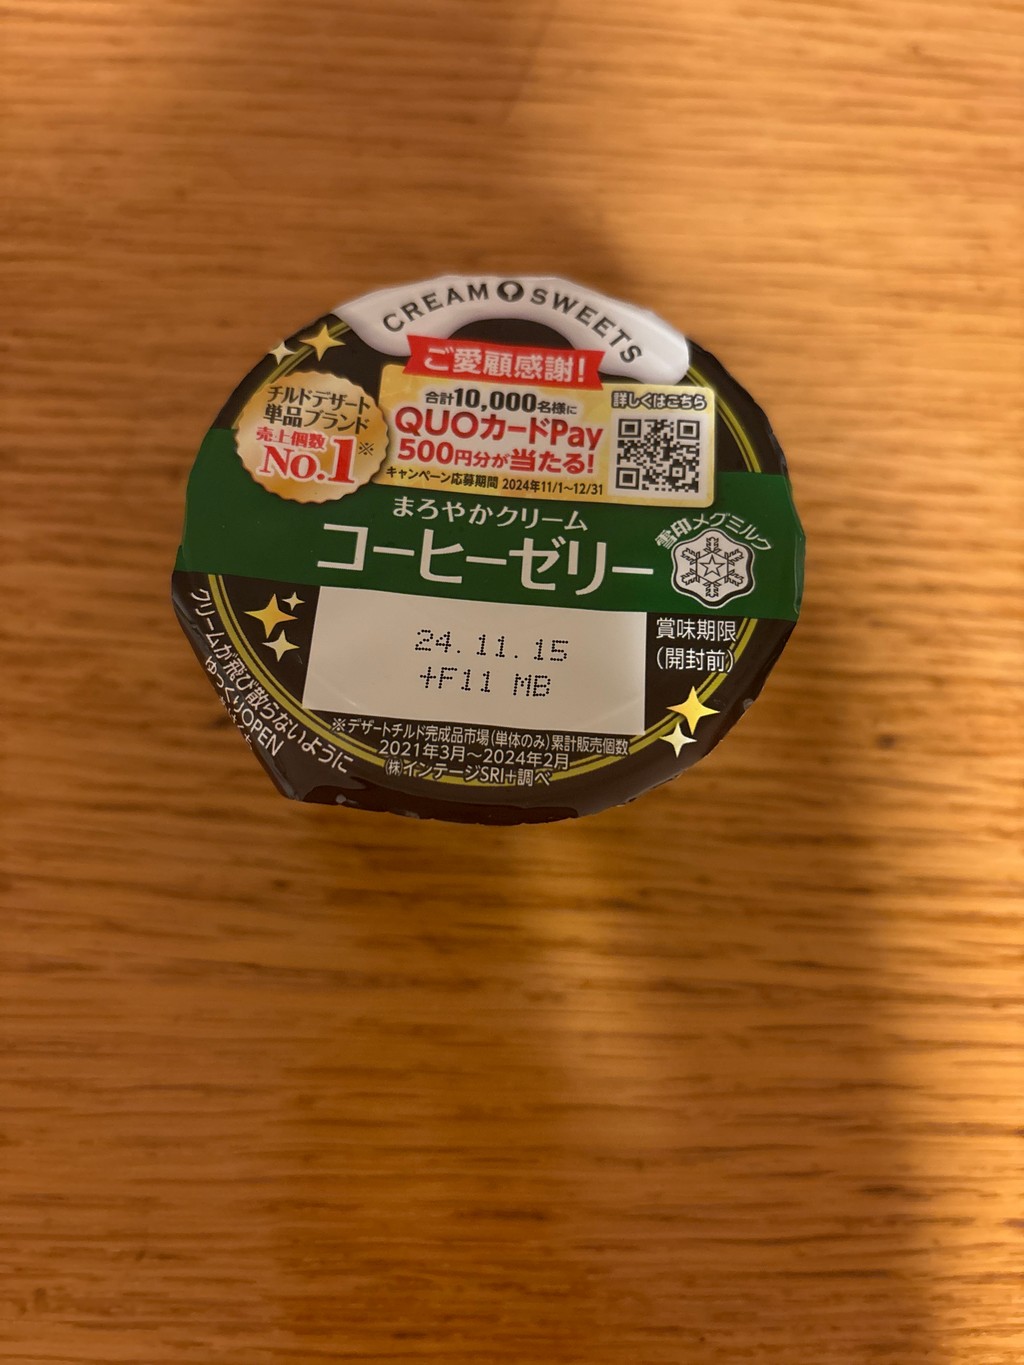 CREAM SWEETS
ご愛顧感謝!
チルドデザート
単品ブランド
売上個数
No.1※
合計10,000名様に
QUOカードPay
500円分が当たる!
キャンペーン応募期間 2024年11/1~12/31
詳しくはこちら
まろやかクリーム
コーヒーゼリー
雪印メグミルク
24.11.15
+F11 MB
賞味期限
(開封前)
※デザートチルド完成品市場(単体のみ)累計販売個数
2021年3月~2024年2月
㈱インテージSRI+調べ
クリームが飛び散らないように
ゆっくりOPEN